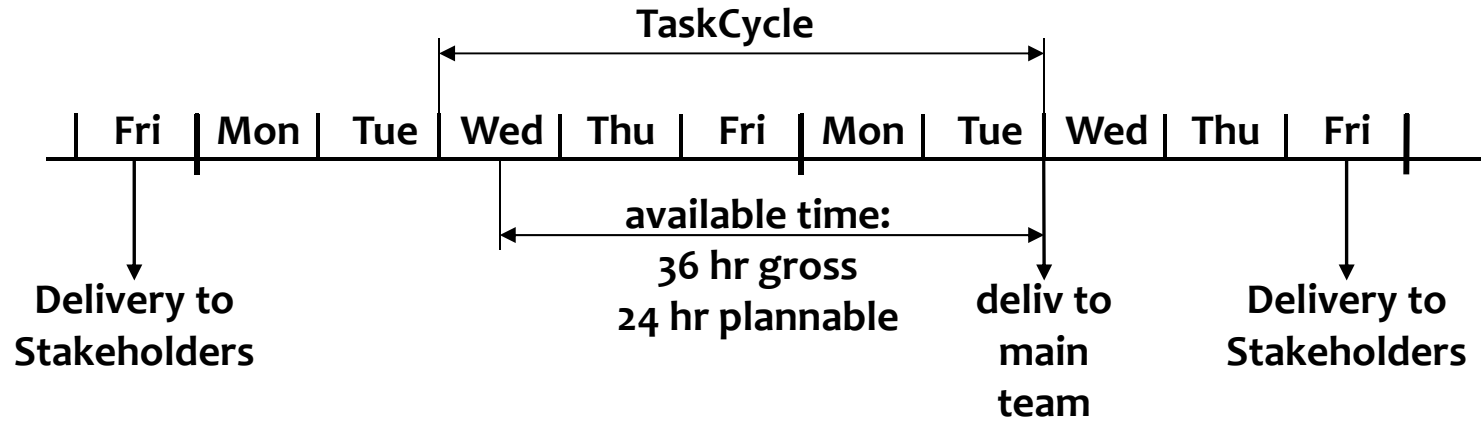 TaskCycle
Fri Mon Tue Wed Thu Fri Mon Tue Wed Thu Fri
available time:
36 hr gross
24 hr plannable
Delivery to
Stakeholders
deliv to
main
team
Delivery to
Stakeholders